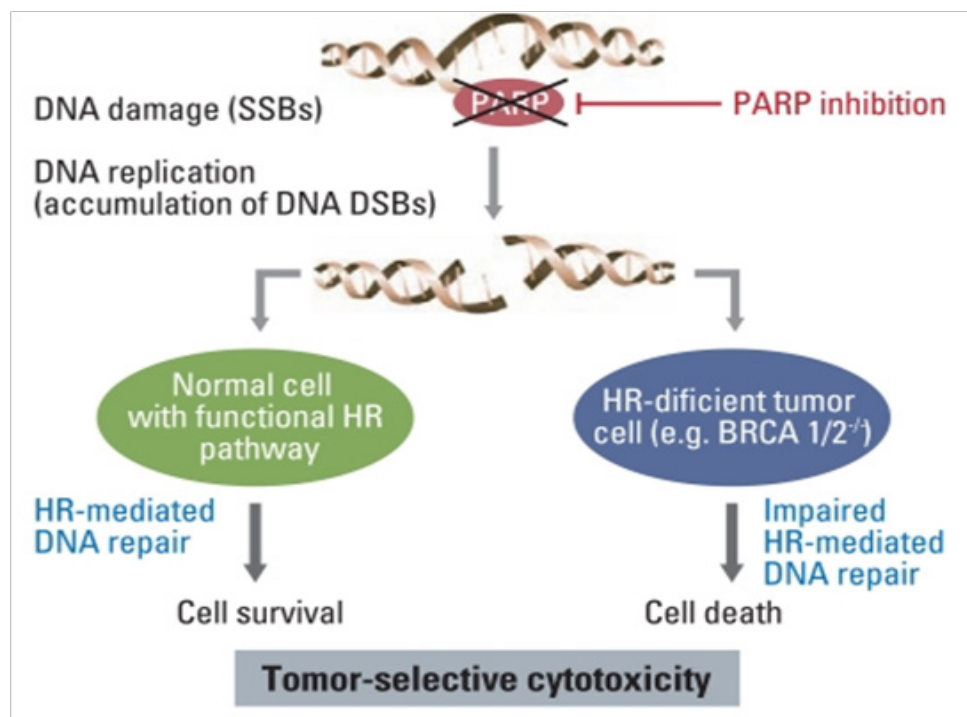 DNA damage (SSBs)
PARP
PARP inhibition
DNA replication
(accumulation of DNA DSBs)
Normal cell
with functional HR
pathway
HR-dificient tumor
cell (e.g. BRCA 1/2-/-)
HR-mediated
DNA repair
Impaired
HR-mediated
DNA repair
Cell survival
Cell death
Tomor-selective cytotoxicity